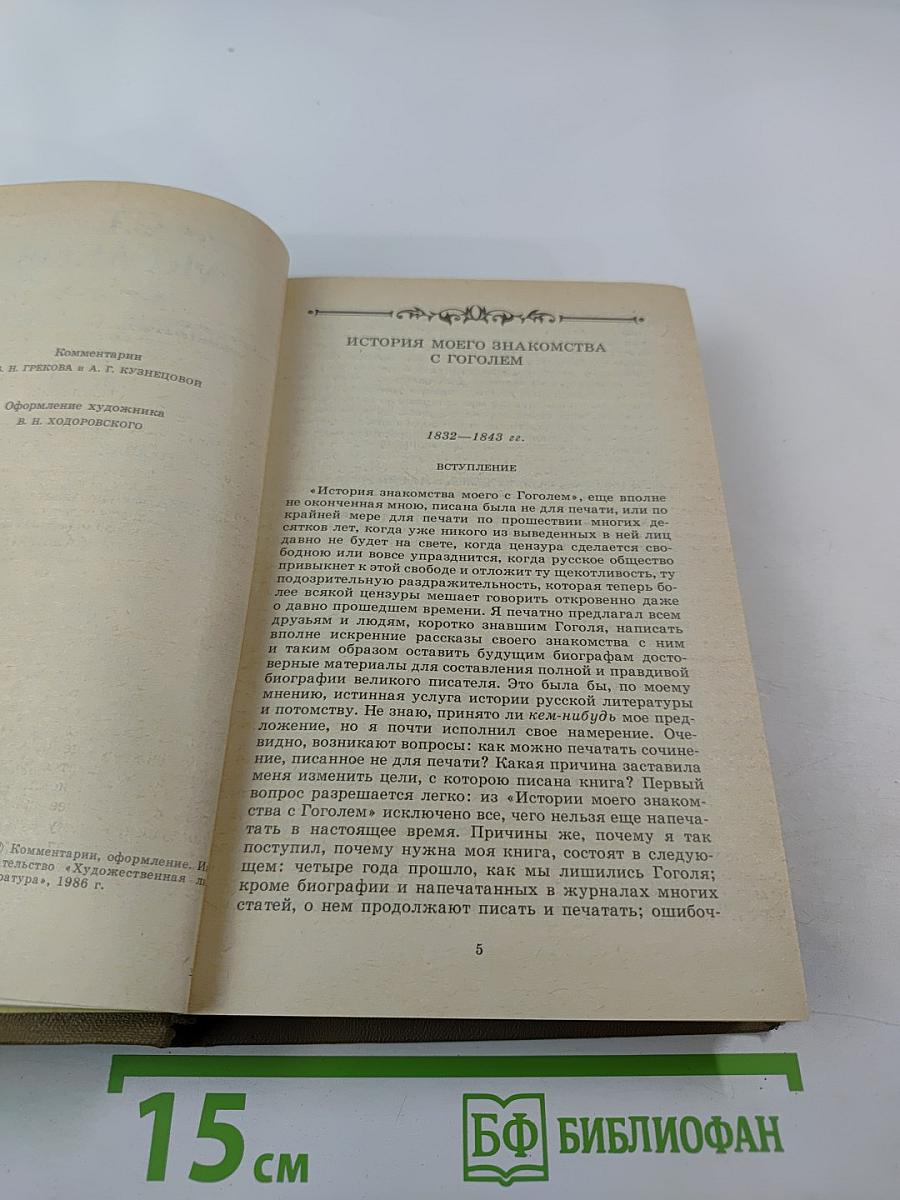 Комментарии
В. Н. ГРЕКОВА и А. Г. КУЗНЕЦОВОЙ
Оформление художника
В. Н. ХОДОРОВСКОГО
Комментарии, оформление.
«Художественная
1986 г.
ИСТОРИЯ МОЕГО ЗНАКОМСТВА
С ГОГОЛЕМ
1832—1843 гг.
ВСТУПЛЕНИЕ
«История знакомства моего с Гоголем», еще вполне
не оконченная мною, писана была не для печати, или по
крайней мере для печати по прошествии многих де-
сятков лет, когда уже никого из выведенных в ней лиц
давно не будет на свете, когда цензура сделается сво-
бодною или вовсе упразднится, когда русское общество
привыкнет к этой свободе и отложит ту щекотливость, ту
подозрительную раздражительность, которая теперь бо-
лее всякой цензуры мешает говорить откровенно даже
о давно прошедшем времени. Я печатно предлагал всем
друзьям и людям, коротко знавшим Гоголя, написать
вполне искренние рассказы своего знакомства с ним
и таким образом оставить будущим биографам досто-
верные материалы для составления полной и правдивой
биографии великого писателя. Это была бы, по моему
мнению, истинная услуга истории русской литературы
и потомству. Не знаю, принято ли кем-нибудь мое пред-
ложение, но я почти исполнил свое намерение. Оче-
видно, возникают вопросы: как можно печатать сочине-
ние, писанное не для печати? Какая причина заставила
меня изменить цели, с которою писана книга? Первый
вопрос разрешается легко: из «Истории моего знаком-
ства с Гоголем» исключено все, чего нельзя еще напеча-
тать в настоящее время. Причины же, почему я так
поступил, почему нужна моя книга, состоят в следую-
щем: четыре года прошло, как мы лишились Гоголя;
кроме биографии и напечатанных в журналах многих
статей, о нем продолжают писать и печатать; ошибоч-
5
15 см
БФ БИБЛИОФАН